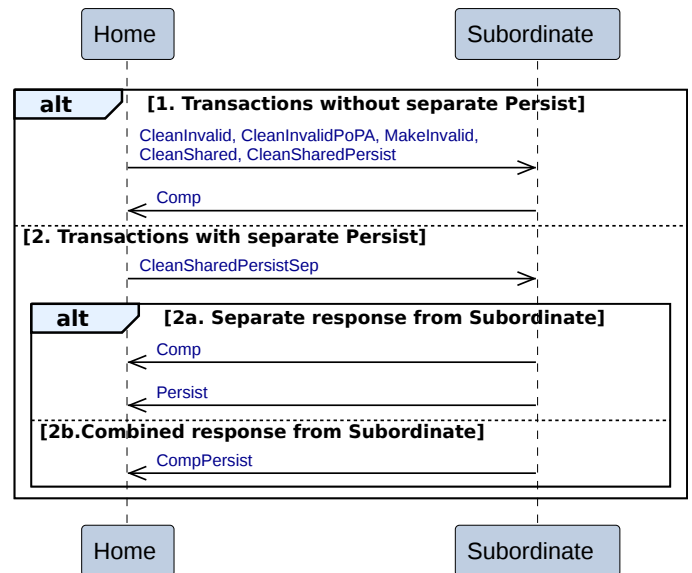 Home
Subordinate
alt
[1. Transactions without separate Persist]
CleanInvalid, CleanInvalidPoPA, MakeInvalid,
CleanShared, CleanSharedPersist
Comp
[2. Transactions with separate Persist]
CleanSharedPersistSep
alt
[2a. Separate response from Subordinate]
Comp
Persist
[2b.Combined response from Subordinate]
CompPersist
Home
Subordinate